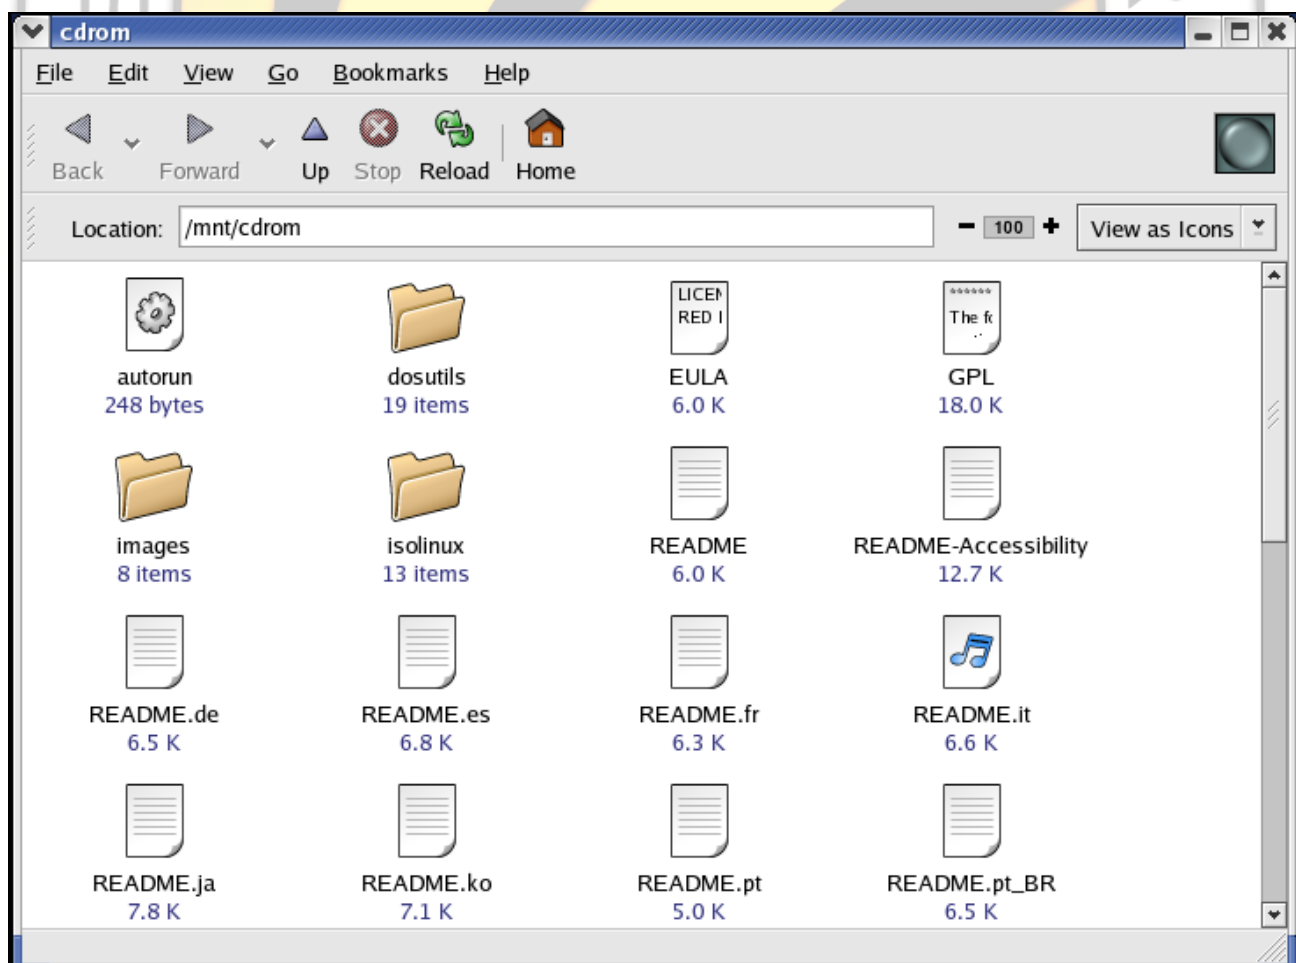 cdrom
File Edit View Go Bookmarks Help
Back Forward Up Stop Reload Home
Location: /mnt/cdrom 100 View as Icons
LICEN
RED I
******
The fo
autorun dosutils EULA GPL
248 bytes 19 items 6.0 K 18.0 K
images isolinux README README-Accessibility
8 items 13 items 6.0 K 12.7 K
README.de README.es README.fr README.it
6.5 K 6.8 K 6.3 K 6.6 K
README.ja README.ko README.pt README.pt_BR
7.8 K 7.1 K 5.0 K 6.5 K